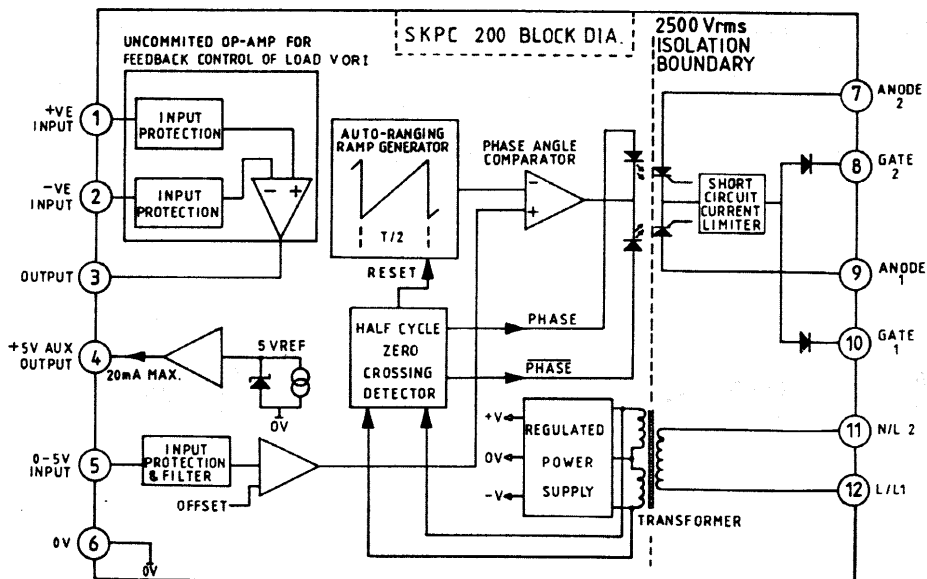 SKPC 200 BLOCK DIA.
2500 Vrms
ISOLATION
BOUNDARY
UNCOMMITED OP-AMP FOR
FEEDBACK CONTROL OF LOAD V OR I
+VE
INPUT
1
INPUT
PROTECTION
-VE
INPUT
2
INPUT
PROTECTION
- +
OUTPUT
3
AUTO-RANGING
RAMP GENERATOR
T/2
RESET
PHASE ANGLE
COMPARATOR
-
+
SHORT
CIRCUIT
CURRENT
LIMITER
7
ANODE
2
8
GATE
2
9
ANODE
1
10
GATE
1
HALF CYCLE
ZERO
CROSSING
DETECTOR
PHASE
PHASE
+5V AUX
OUTPUT
4
20mA MAX.
5 VREF
0V
0-5V
INPUT
5
INPUT
PROTECTION
& FILTER
OFFSET
0V
6
0V
+V
0V
-V
REGULATED
POWER
SUPPLY
TRANSFORMER
11
N/L 2
12
L/L1